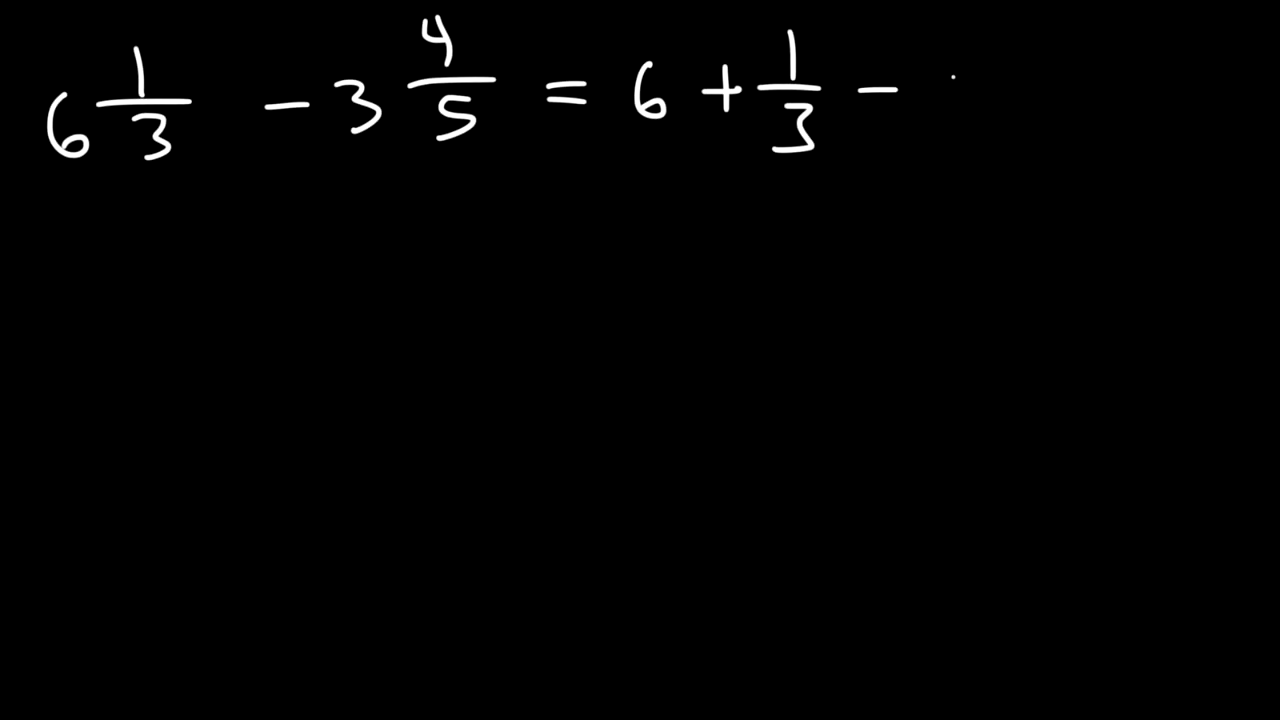 6 1/3 - 3 4/5 = 6 + 1/3 -